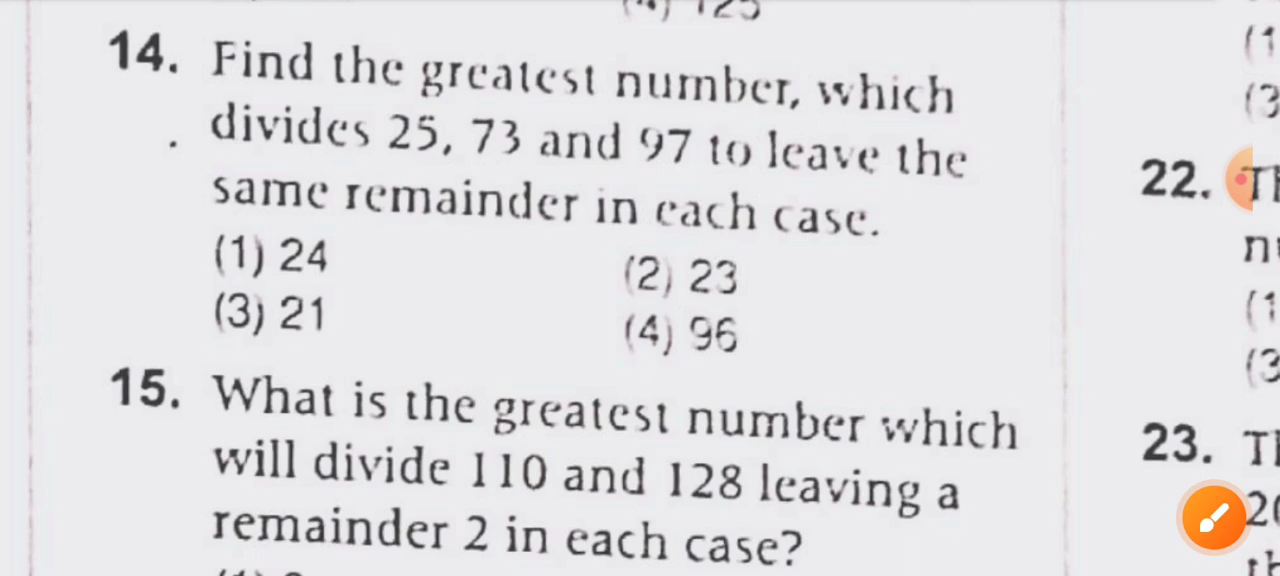 14. Find the greatest number, which
divides 25, 73 and 97 to leave the
same remainder in each case.
(1) 24 (2) 23
(3) 21 (4) 96
15. What is the greatest number which
will divide 110 and 128 leaving a
remainder 2 in each case?
22.
23.